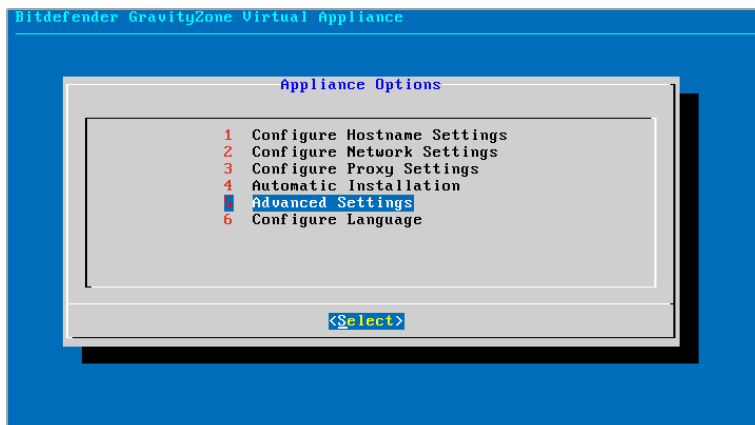 Bitdefender GravityZone Virtual Appliance
Appliance Options
1 Configure Hostname Settings
2 Configure Network Settings
3 Configure Proxy Settings
4 Automatic Installation
5 Advanced Settings
6 Configure Language
<Select>